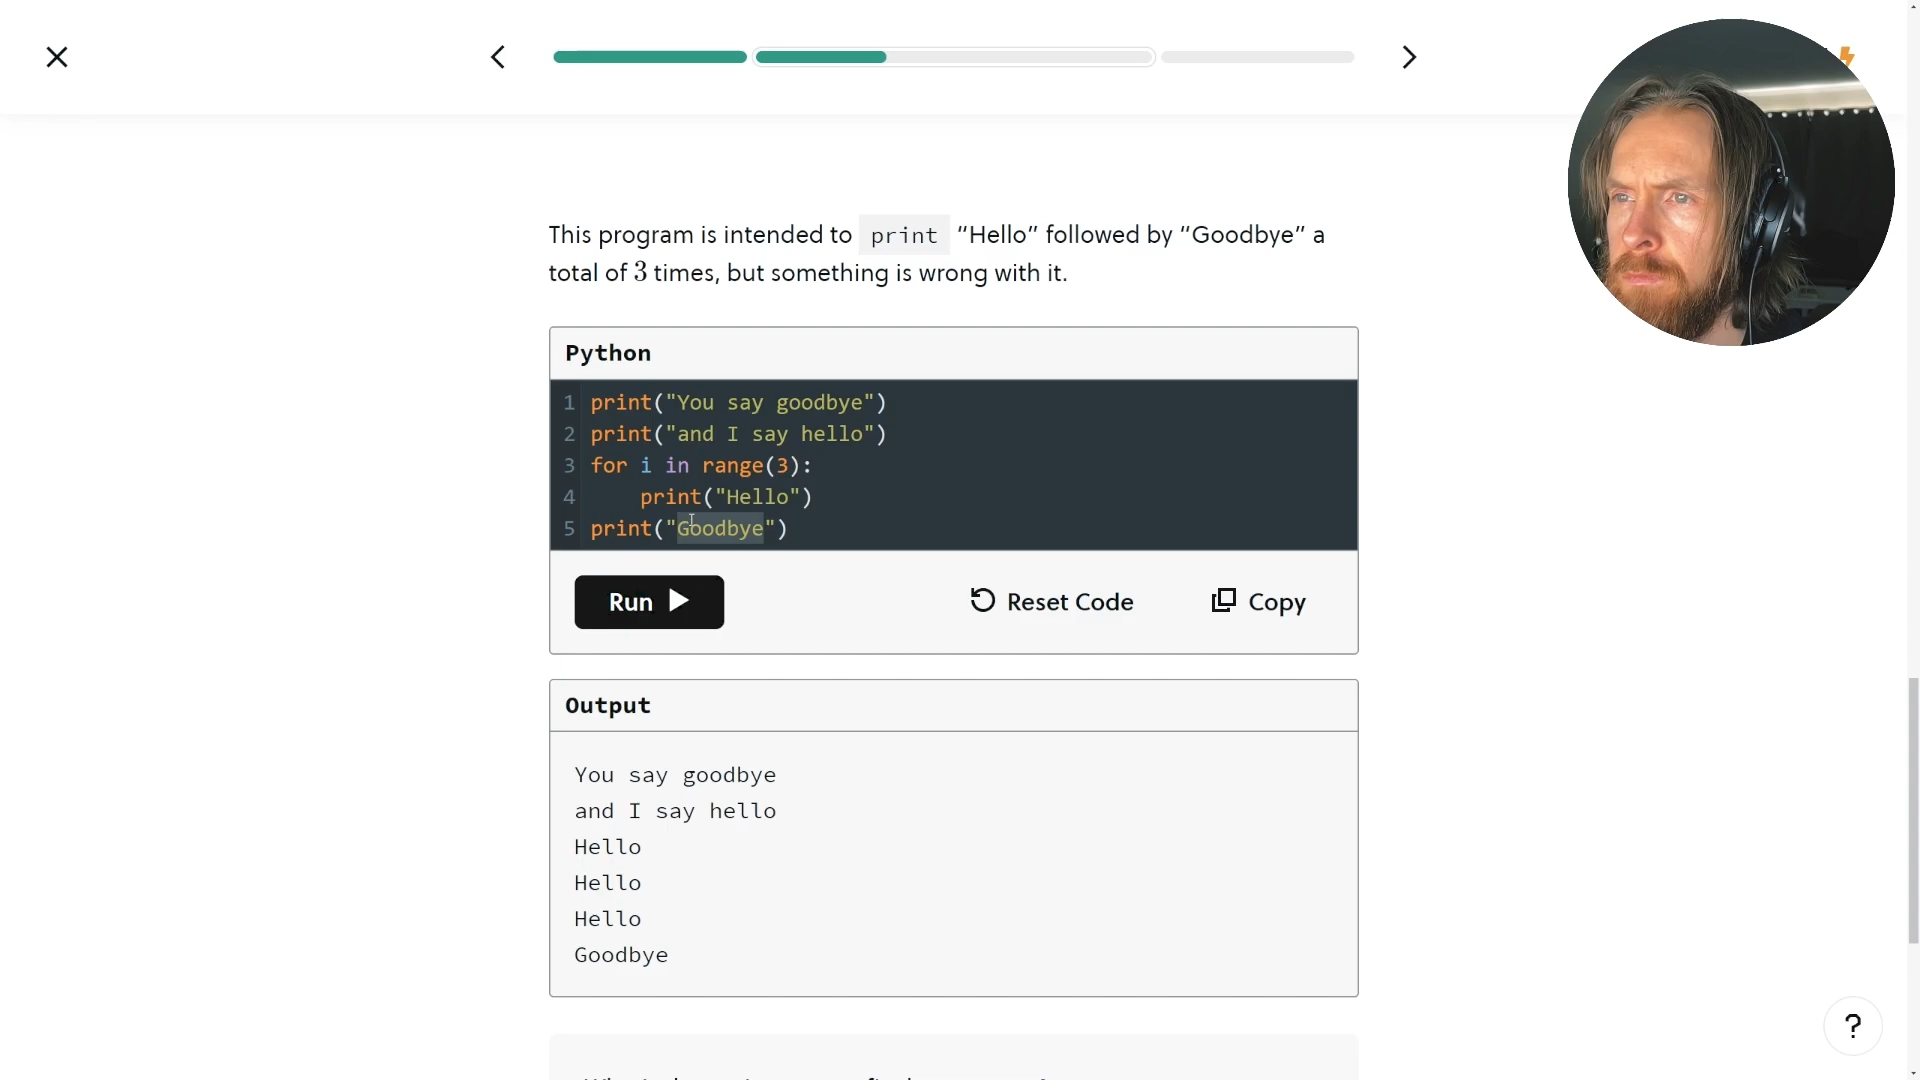 This program is intended to print “Hello” followed by “Goodbye” a
total of 3 times, but something is wrong with it.
Python
1 print("You say goodbye")
2 print("and I say hello")
3 for i in range(3):
4     print("Hello")
5 print("Goodbye")
Run
Reset Code
Copy
Output
You say goodbye
and I say hello
Hello
Hello
Hello
Goodbye
?